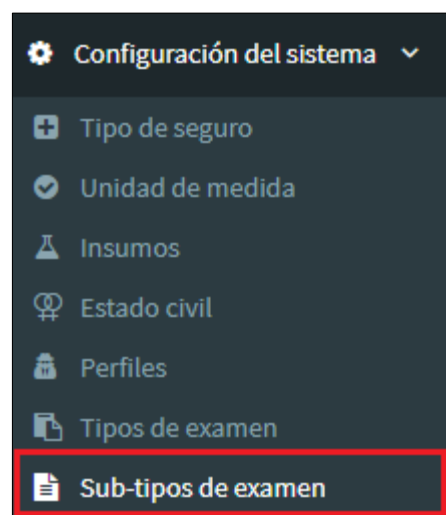 Configuración del sistema
Tipo de seguro
Unidad de medida
Insumos
Estado civil
Perfiles
Tipos de examen
Sub-tipos de examen